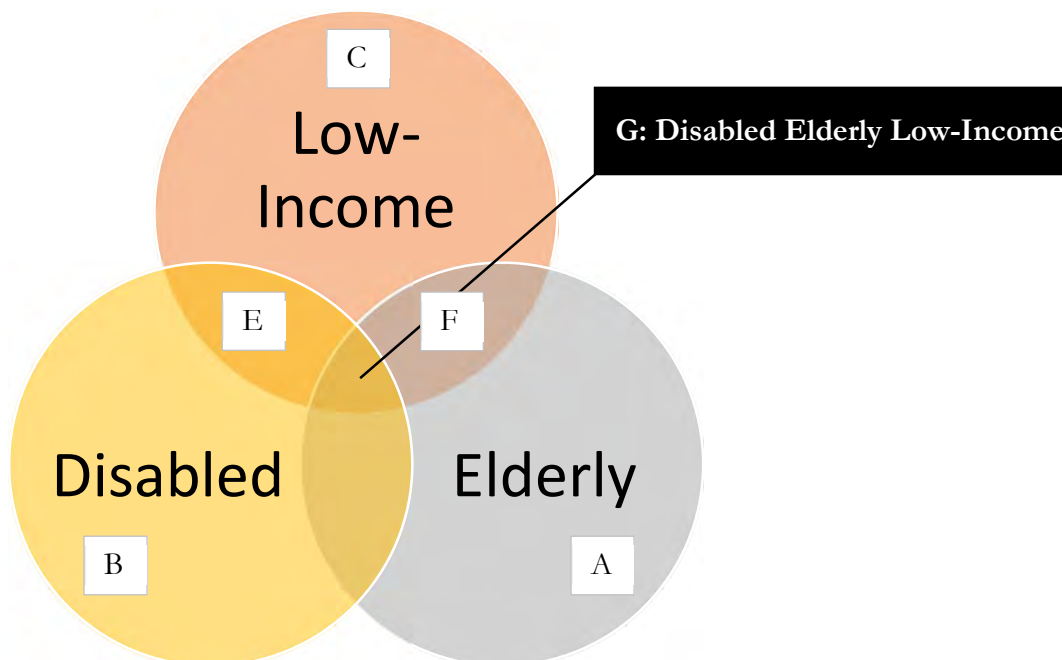 C
Low-
Income
G: Disabled Elderly Low-Income
E
F
Disabled
Elderly
B
A